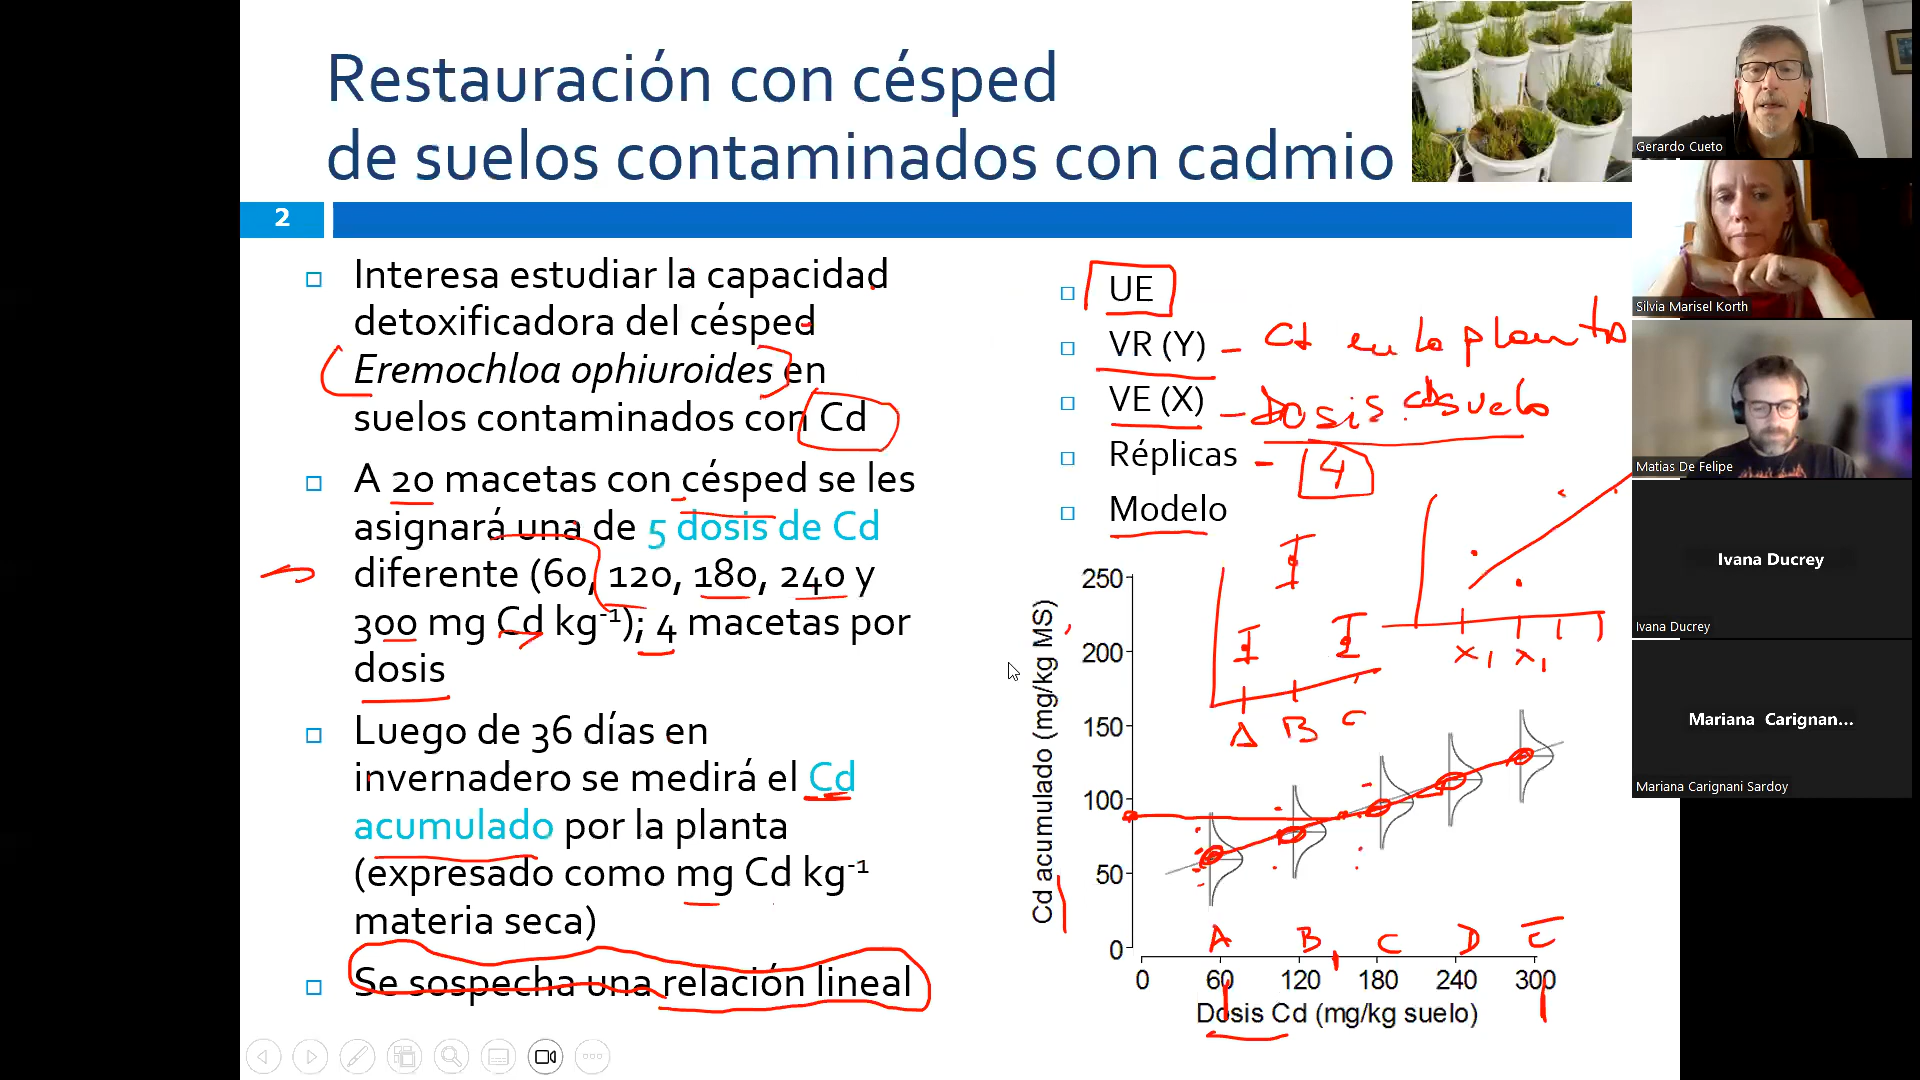 Restauración con césped
de suelos contaminados con cadmio
2
Interesa estudiar la capacidad
detoxificadora del césped
Eremochloa ophiuroides en
suelos contaminados con Cd
A 20 macetas con césped se les
asignará una de 5 dosis de Cd
diferente (60, 120, 180, 240 y
300 mg Cd kg⁻¹); 4 macetas por
dosis
Luego de 36 días en
invernadero se medirá el Cd
acumulado por la planta
(expresado como mg Cd kg⁻¹
materia seca)
Se sospecha una relación lineal
UE
VR (Y) - Cd en la planta
VE (X) - Dosis Cd suelo
Réplicas - 4
Modelo
A B C
X₁ X₁
Cd acumulado (mg/kg MS)
250
200
150
100
50
0
A B C D E
0 60 120 180 240 300
Dosis Cd (mg/kg suelo)
Gerardo Cueto
Silvia Marisel Korth
Matias De Felipe
Ivana Ducrey
Ivana Ducrey
Mariana Carignan...
Mariana Carignani Sardoy